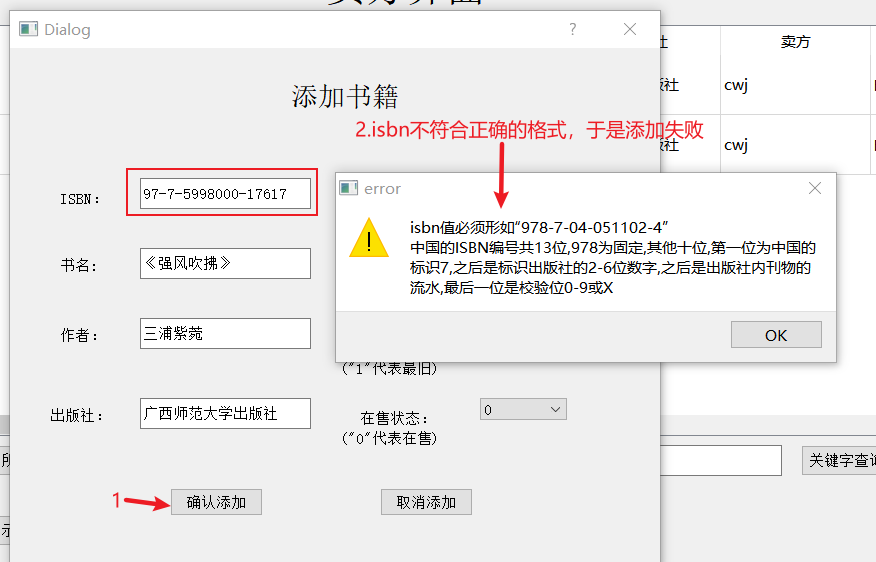 Dialog
卖方
添加书籍
2.isbn不符合正确的格式，于是添加失败
cwj
版社
cwj
ISBN：
97-7-5998000-17617
error
isbn值必须形如“978-7-04-051102-4”
中国的ISBN编号共13位,978为固定,其他十位,第一位为中国的
标识7,之后是标识出版社的2-6位数字,之后是出版社内刊物的
流水,最后一位是校验位0-9或X
OK
书名：
《强风吹拂》
作者：
三浦紫苑
("1"代表最旧)
出版社：
广西师范大学出版社
在售状态：
("0"代表在售)
0
关键字查询
1
确认添加
取消添加